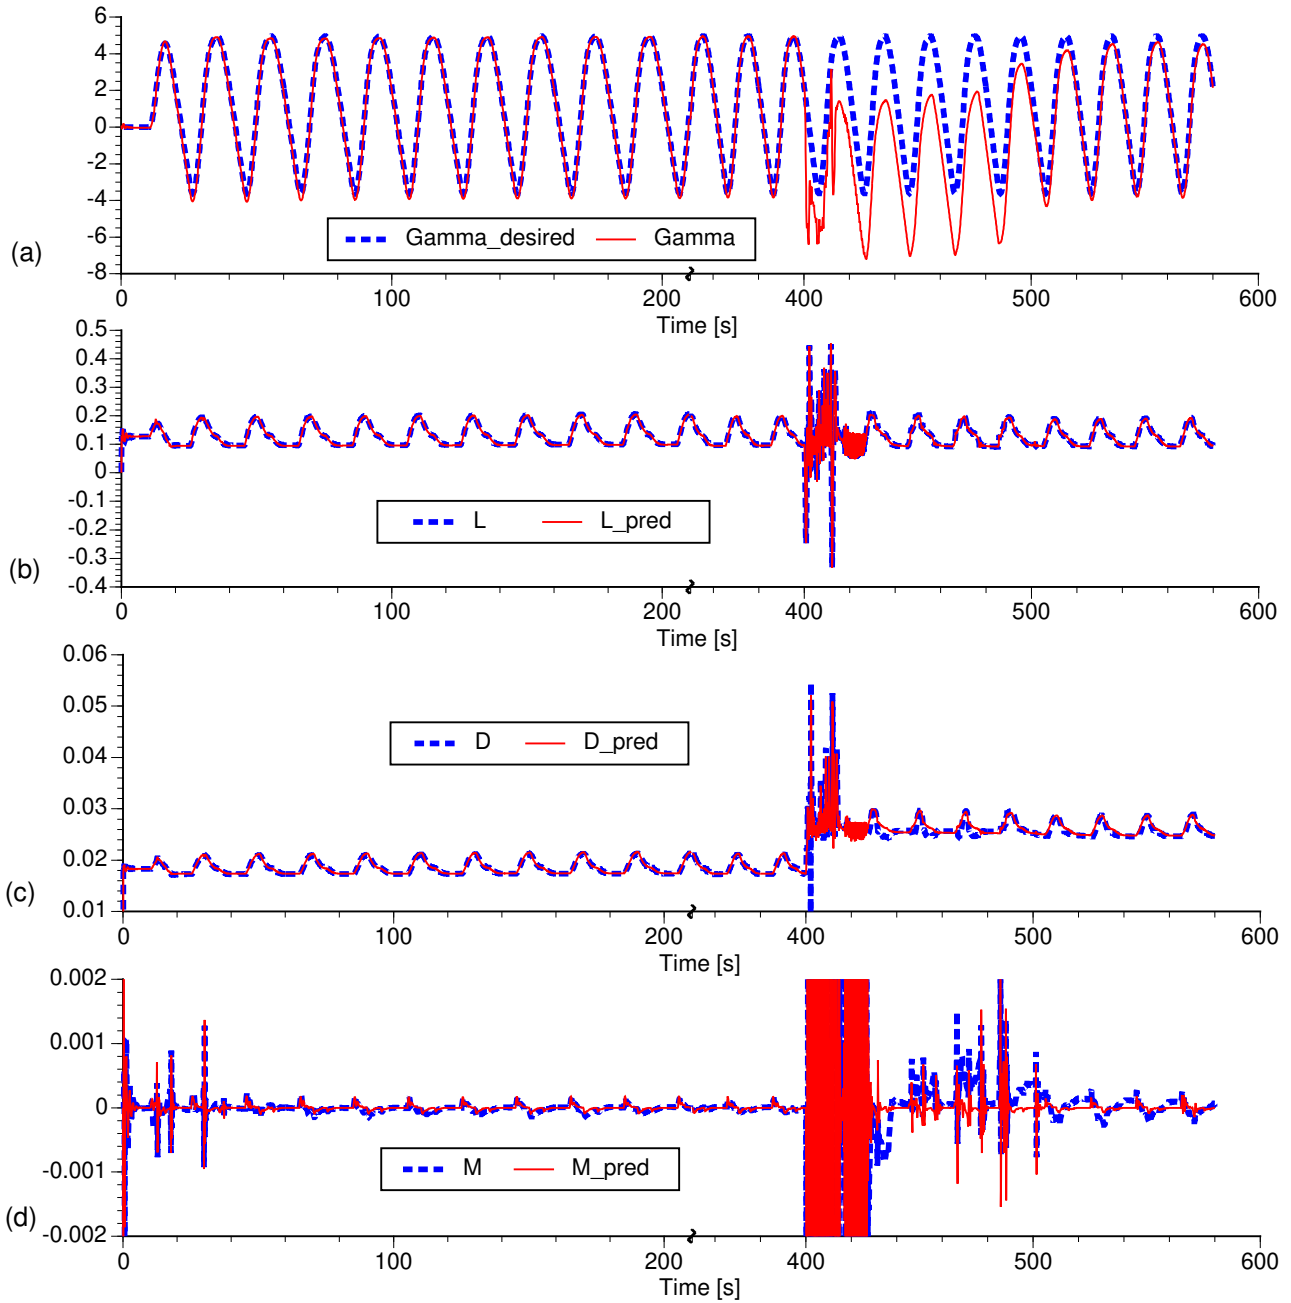 6
4
2
0
-2
-4
-6
-8
(a)
Gamma_desired Gamma
0 100 200 400 500 600
Time [s]
0.5
0.4
0.3
0.2
0.1
0
-0.1
-0.2
-0.3
-0.4
(b)
L L_pred
0 100 200 400 500 600
Time [s]
0.06
0.05
0.04
0.03
0.02
0.01
(c)
D D_pred
0 100 200 400 500 600
Time [s]
0.002
0.001
0
-0.001
-0.002
(d)
M M_pred
0 100 200 400 500 600
Time [s]